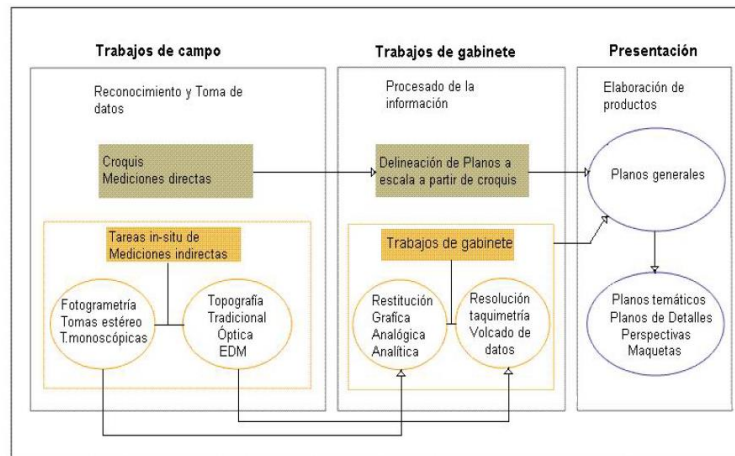 Trabajos de campo
Trabajos de gabinete
Presentación
Reconocimiento y Toma de
datos
Procesado de la
información
Elaboración de
productos
Croquis
Mediciones directas
Delineación de Planos a
escala a partir de croquis
Planos generales
Tareas in-situ de
Mediciones indirectas
Trabajos de gabinete
Fotogrametría
Tomas estéreo
T.monoscópicas
Topografía
Tradicional
Óptica
EDM
Restitución
Grafica
Analógica
Analítica
Resolución
taquimetría
Volcado de
datos
Planos temáticos
Planos de Detalles
Perspectivas
Maquetas